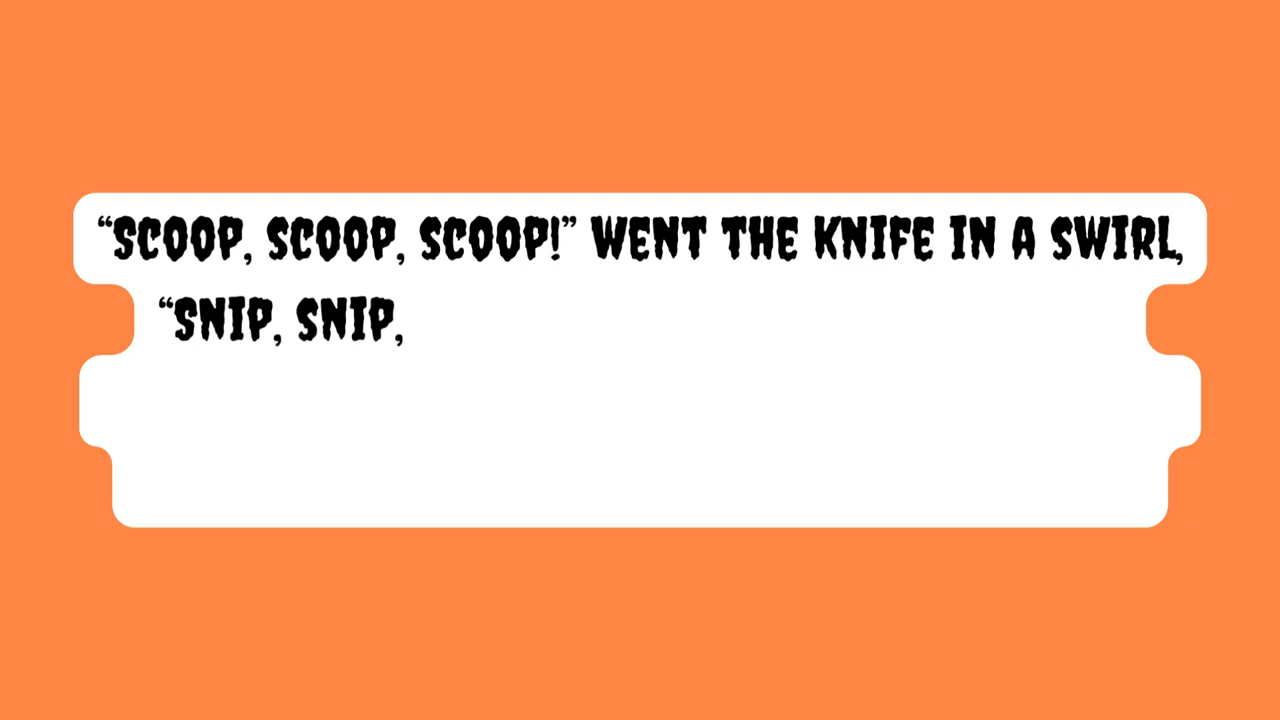 “SCOOP, SCOOP, SCOOP!” WENT THE KNIFE IN A SWIRL,
“SNIP, SNIP,